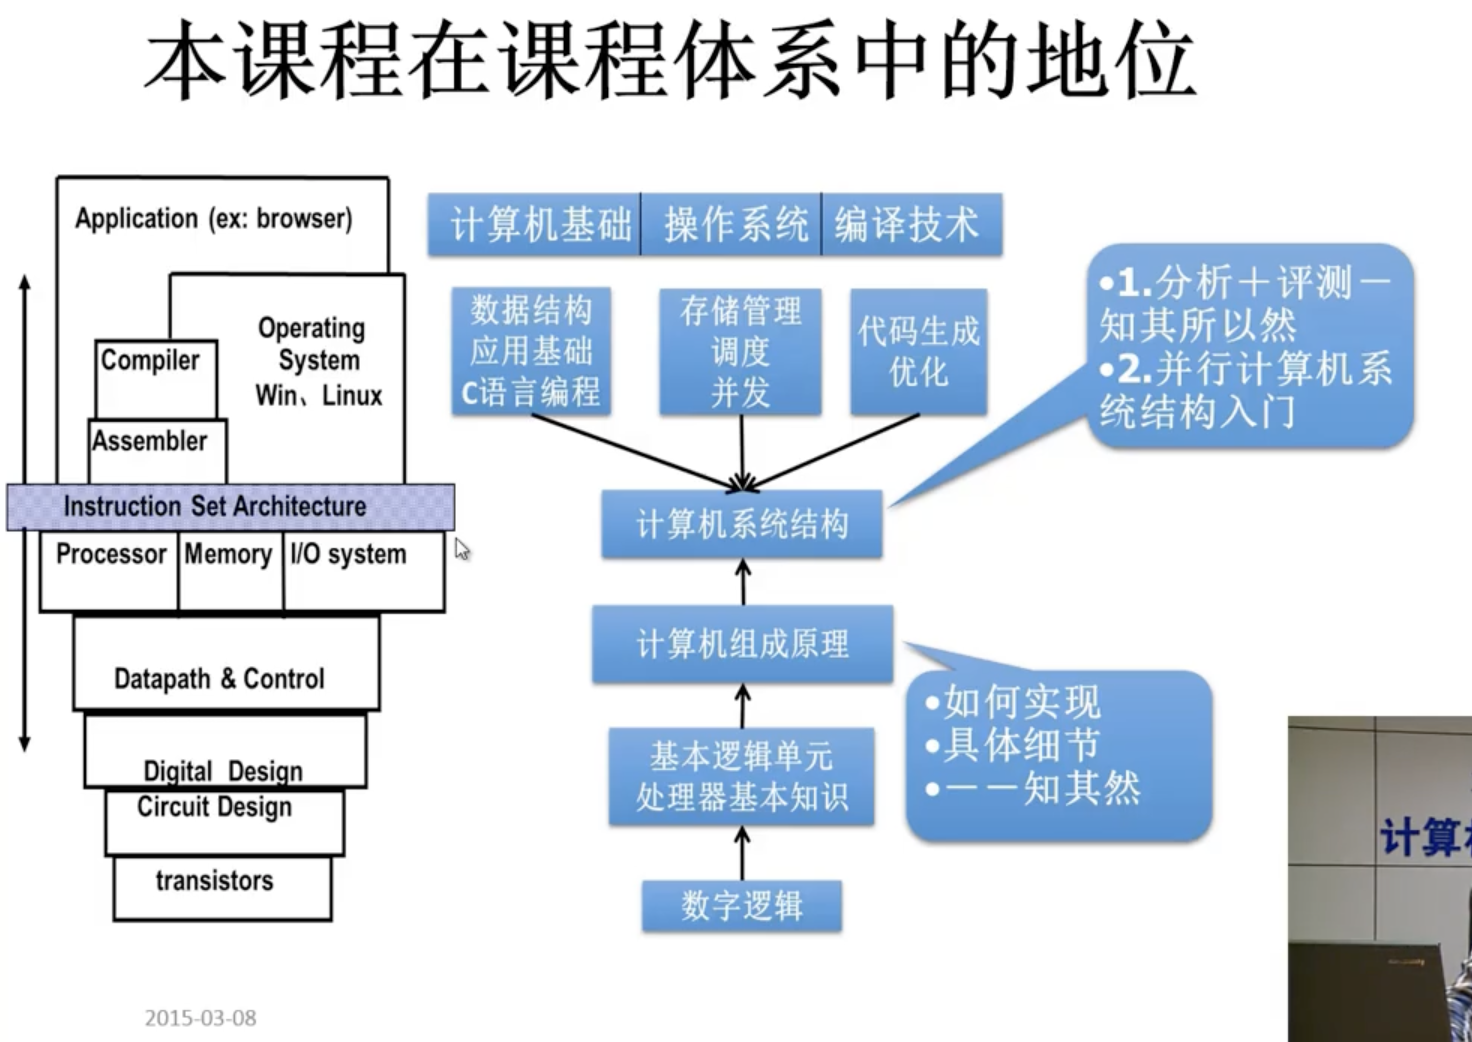 本课程在课程体系中的地位
Application (ex: browser)
Operating
System
Win、Linux
Compiler
Assembler
Instruction Set Architecture
Processor
Memory
I/O system
Datapath & Control
Digital Design
Circuit Design
transistors
计算机基础
操作系统
编译技术
数据结构
应用基础
C语言编程
存储管理
调度
并发
代码生成
优化
•1.分析＋评测－
知其所以然
•2.并行计算机系
统结构入门
计算机系统结构
计算机组成原理
•如何实现
•具体细节
•－－知其然
基本逻辑单元
处理器基本知识
数字逻辑
2015-03-08
计算